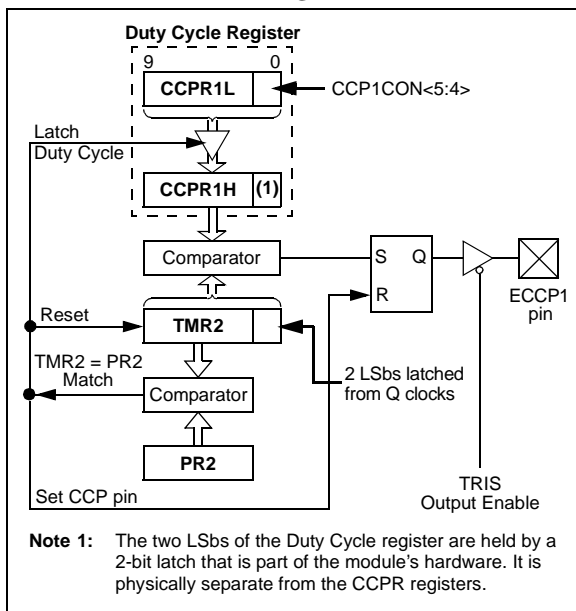 Duty Cycle Register
9 0
CCPR1L
CCP1CON<5:4>
Latch
Duty Cycle
CCPR1H (1)
Comparator
S Q
R
ECCP1
pin
Reset
TMR2
TMR2 = PR2
Match
2 LSbs latched
from Q clocks
Comparator
PR2
Set CCP pin
TRIS
Output Enable
Note 1: The two LSbs of the Duty Cycle register are held by a
2-bit latch that is part of the module's hardware. It is
physically separate from the CCPR registers.